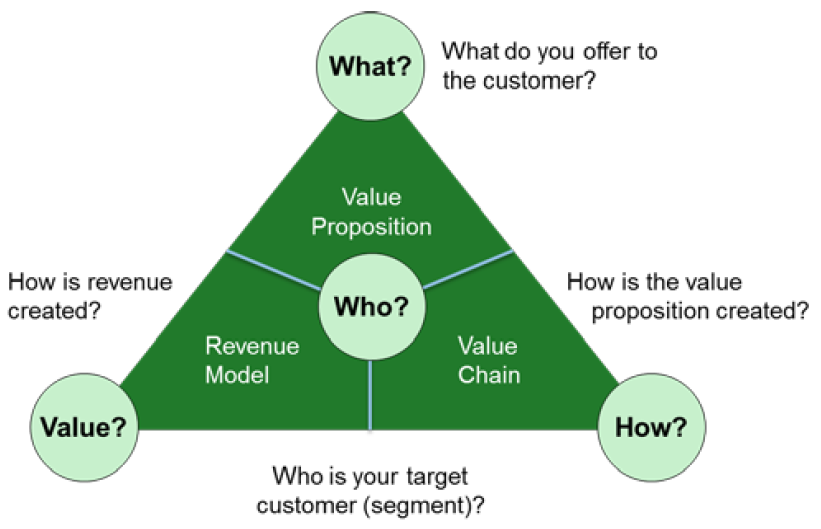 What?
What do you offer to
the customer?
Value
Proposition
How is revenue
created?
Who?
How is the value
proposition created?
Revenue
Model
Value
Chain
Value?
How?
Who is your target
customer (segment)?